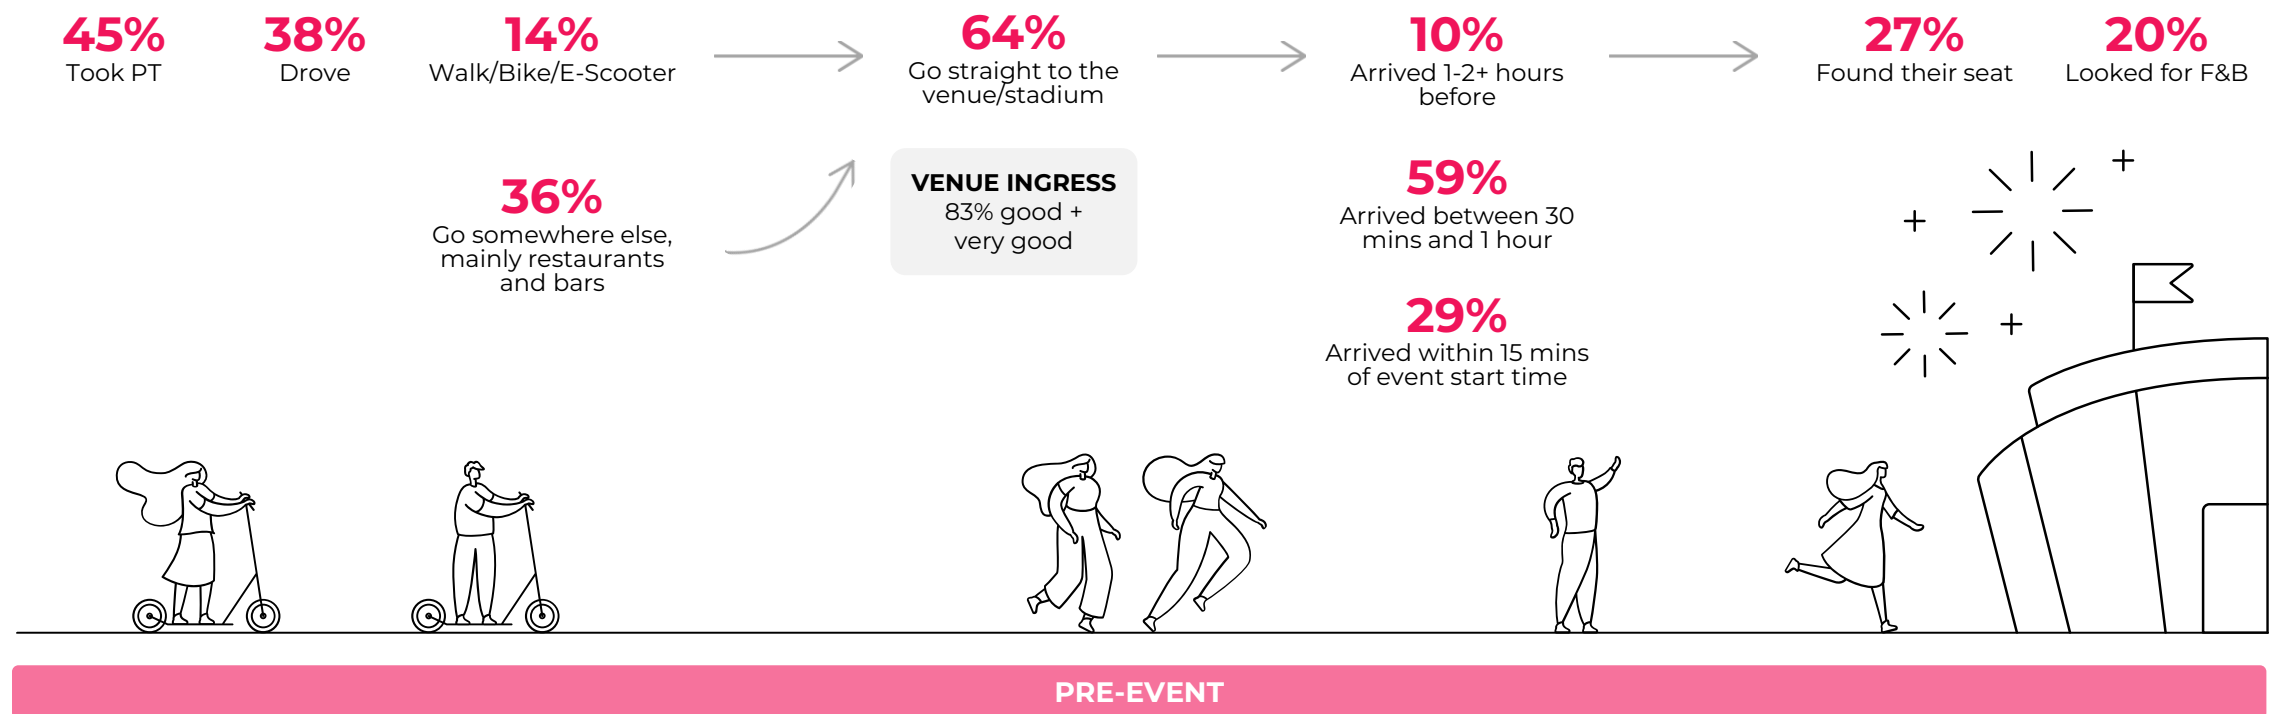 45%
Took PT
38%
Drove
14%
Walk/Bike/E-Scooter
36%
Go somewhere else,
mainly restaurants
and bars
64%
Go straight to the
venue/stadium
VENUE INGRESS
83% good +
very good
10%
Arrived 1-2+ hours
before
59%
Arrived between 30
mins and 1 hour
29%
Arrived within 15 mins
of event start time
27%
Found their seat
20%
Looked for F&B
PRE-EVENT